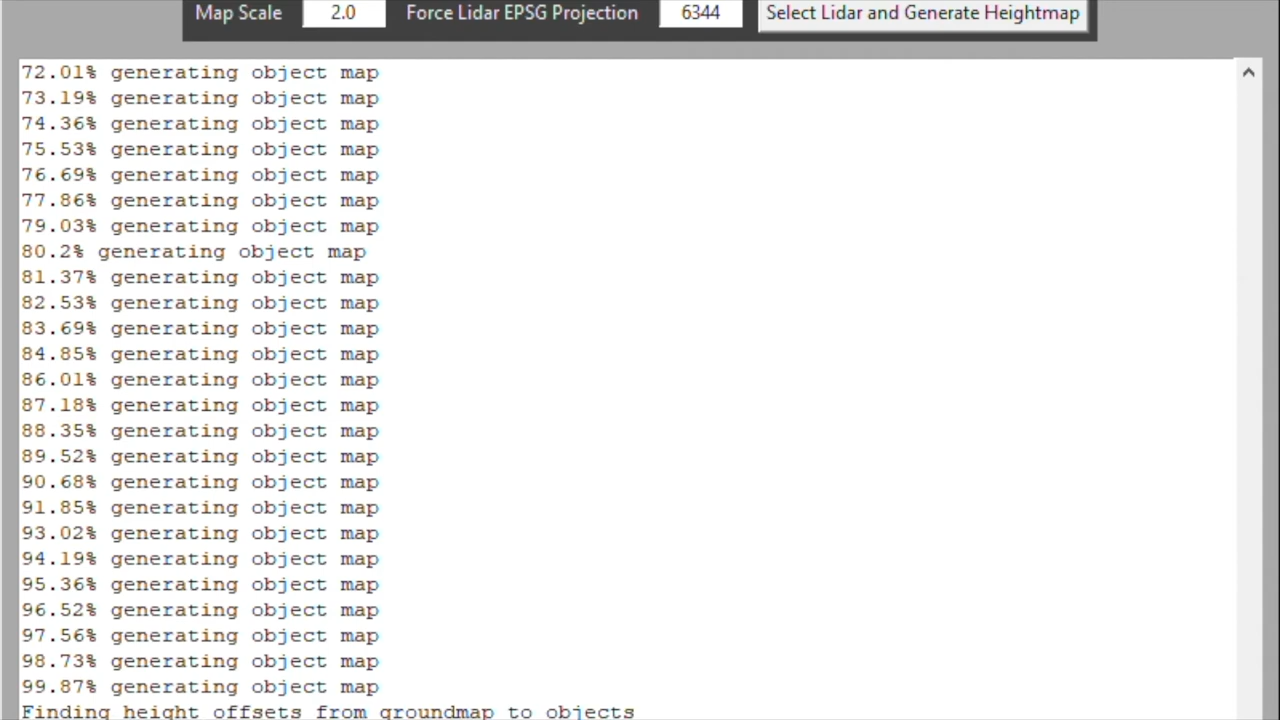 Map Scale 2.0 Force Lidar EPSG Projection 6344 Select Lidar and Generate Heightmap
72.01% generating object map
73.19% generating object map
74.36% generating object map
75.53% generating object map
76.69% generating object map
77.86% generating object map
79.03% generating object map
80.2% generating object map
81.37% generating object map
82.53% generating object map
83.69% generating object map
84.85% generating object map
86.01% generating object map
87.18% generating object map
88.35% generating object map
89.52% generating object map
90.68% generating object map
91.85% generating object map
93.02% generating object map
94.19% generating object map
95.36% generating object map
96.52% generating object map
97.56% generating object map
98.73% generating object map
99.87% generating object map
Finding height offsets from groundmap to objects